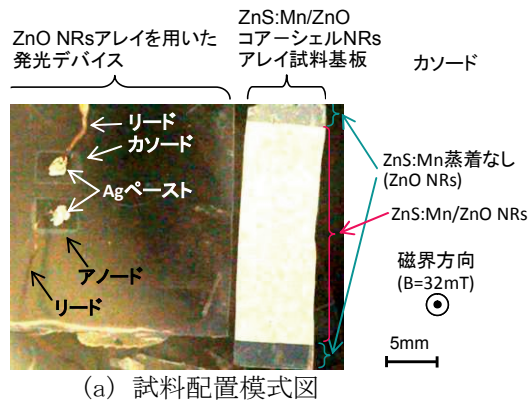 ZnO NRsアレイを用いた
発光デバイス
ZnS:Mn/ZnO
コアーシェルNRs
アレイ試料基板
カソード
リード
カソード
Agペースト
アノード
リード
ZnS:Mn蒸着なし
(ZnO NRs)
ZnS:Mn/ZnO NRs
磁界方向
(B=32mT)
5mm
(a) 試料配置模式図